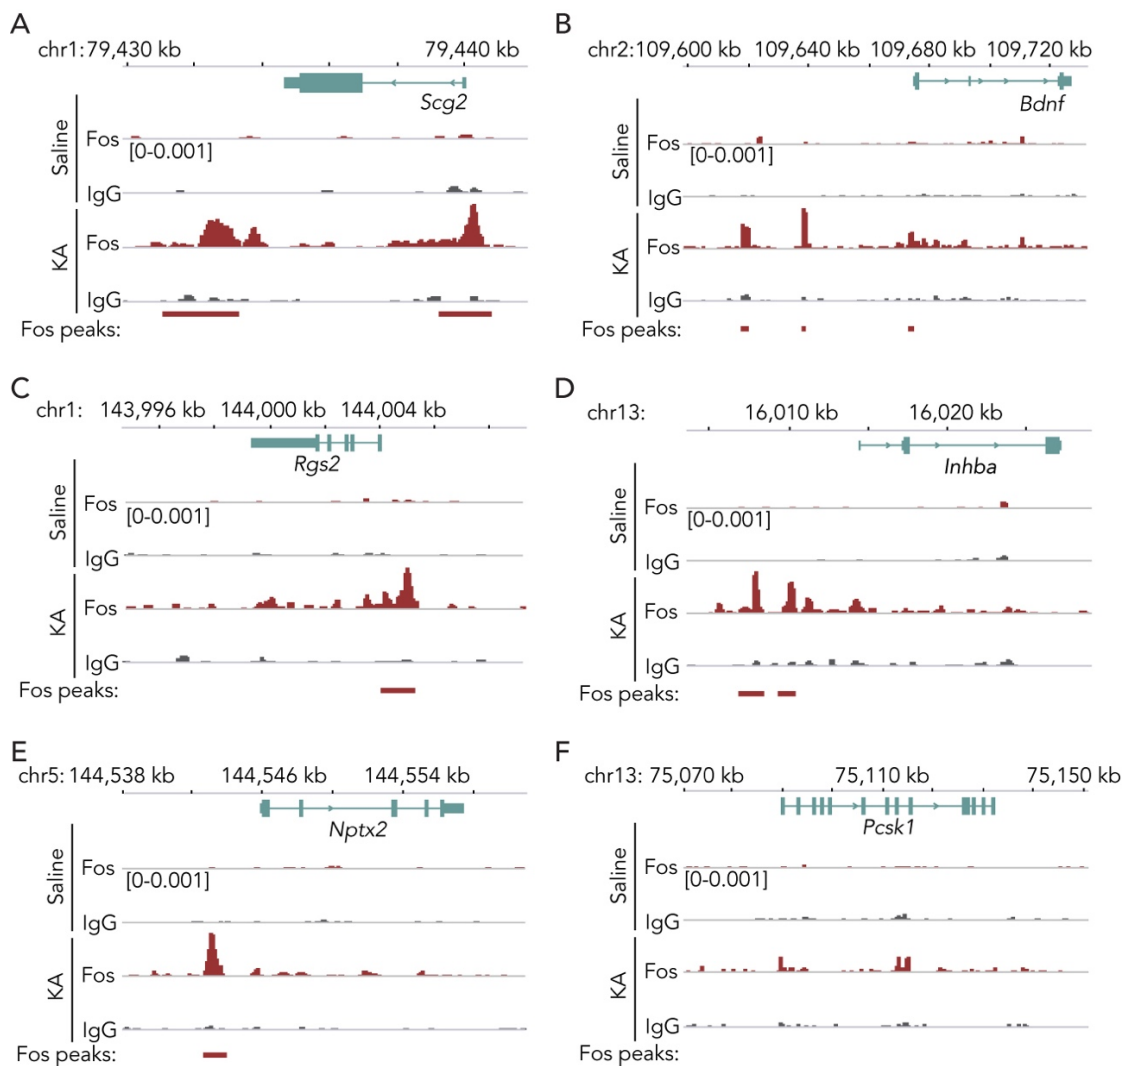 A
chr1: 79,430 kb 79,440 kb
Scg2
Saline
Fos
[0-0.001]
IgG
KA
Fos
IgG
Fos peaks:
B
chr2: 109,600 kb 109,640 kb 109,680 kb 109,720 kb
Bdnf
Saline
Fos
[0-0.001]
IgG
KA
Fos
IgG
Fos peaks:
C
chr1: 143,996 kb 144,000 kb 144,004 kb
Rgs2
Saline
Fos
[0-0.001]
IgG
KA
Fos
IgG
Fos peaks:
D
chr13: 16,010 kb 16,020 kb
Inhba
Saline
Fos
[0-0.001]
IgG
KA
Fos
IgG
Fos peaks:
E
chr5: 144,538 kb 144,546 kb 144,554 kb
Nptx2
Saline
Fos
[0-0.001]
IgG
KA
Fos
IgG
Fos peaks:
F
chr13: 75,070 kb 75,110 kb 75,150 kb
Pcsk1
Saline
Fos
[0-0.001]
IgG
KA
Fos
IgG
Fos peaks: